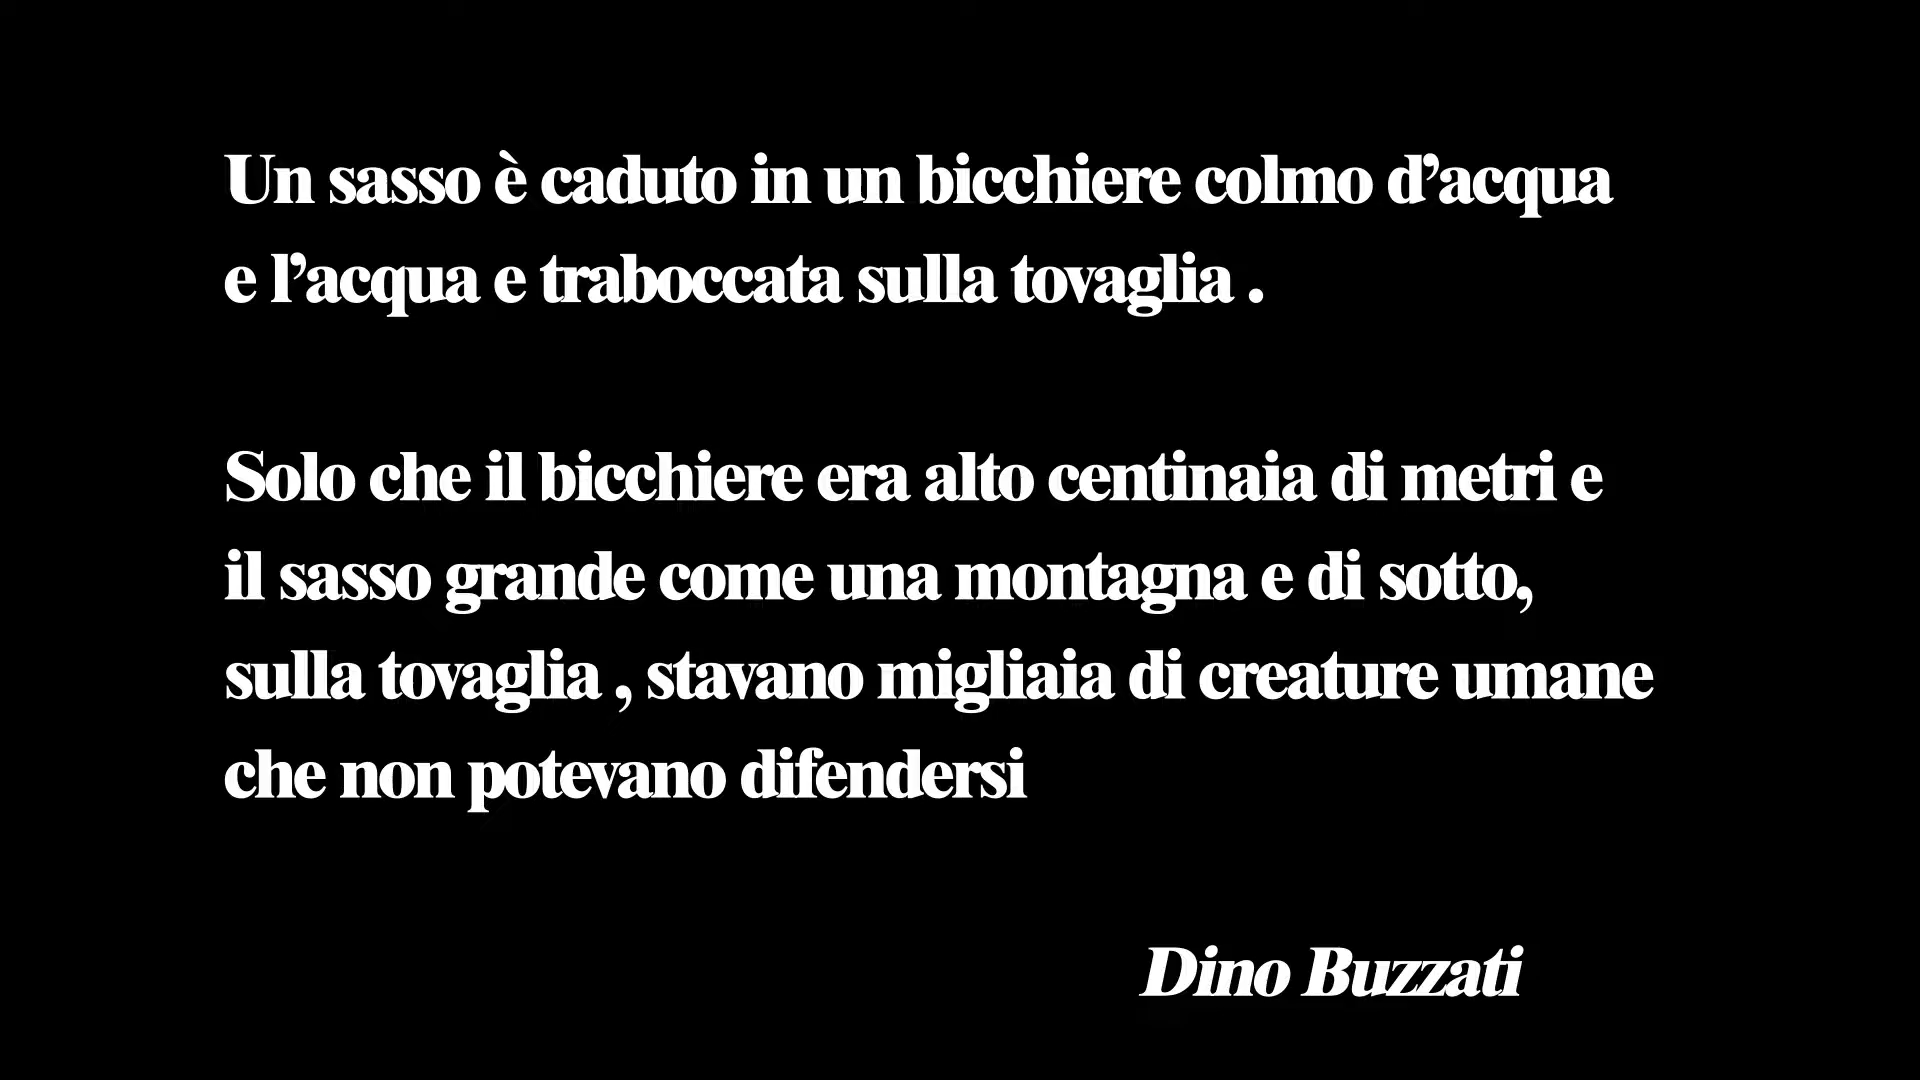 Un sasso è caduto in un bicchiere colmo d’acqua
e l’acqua e traboccata sulla tovaglia .
Solo che il bicchiere era alto centinaia di metri e
il sasso grande come una montagna e di sotto,
sulla tovaglia , stavano migliaia di creature umane
che non potevano difendersi
Dino Buzzati